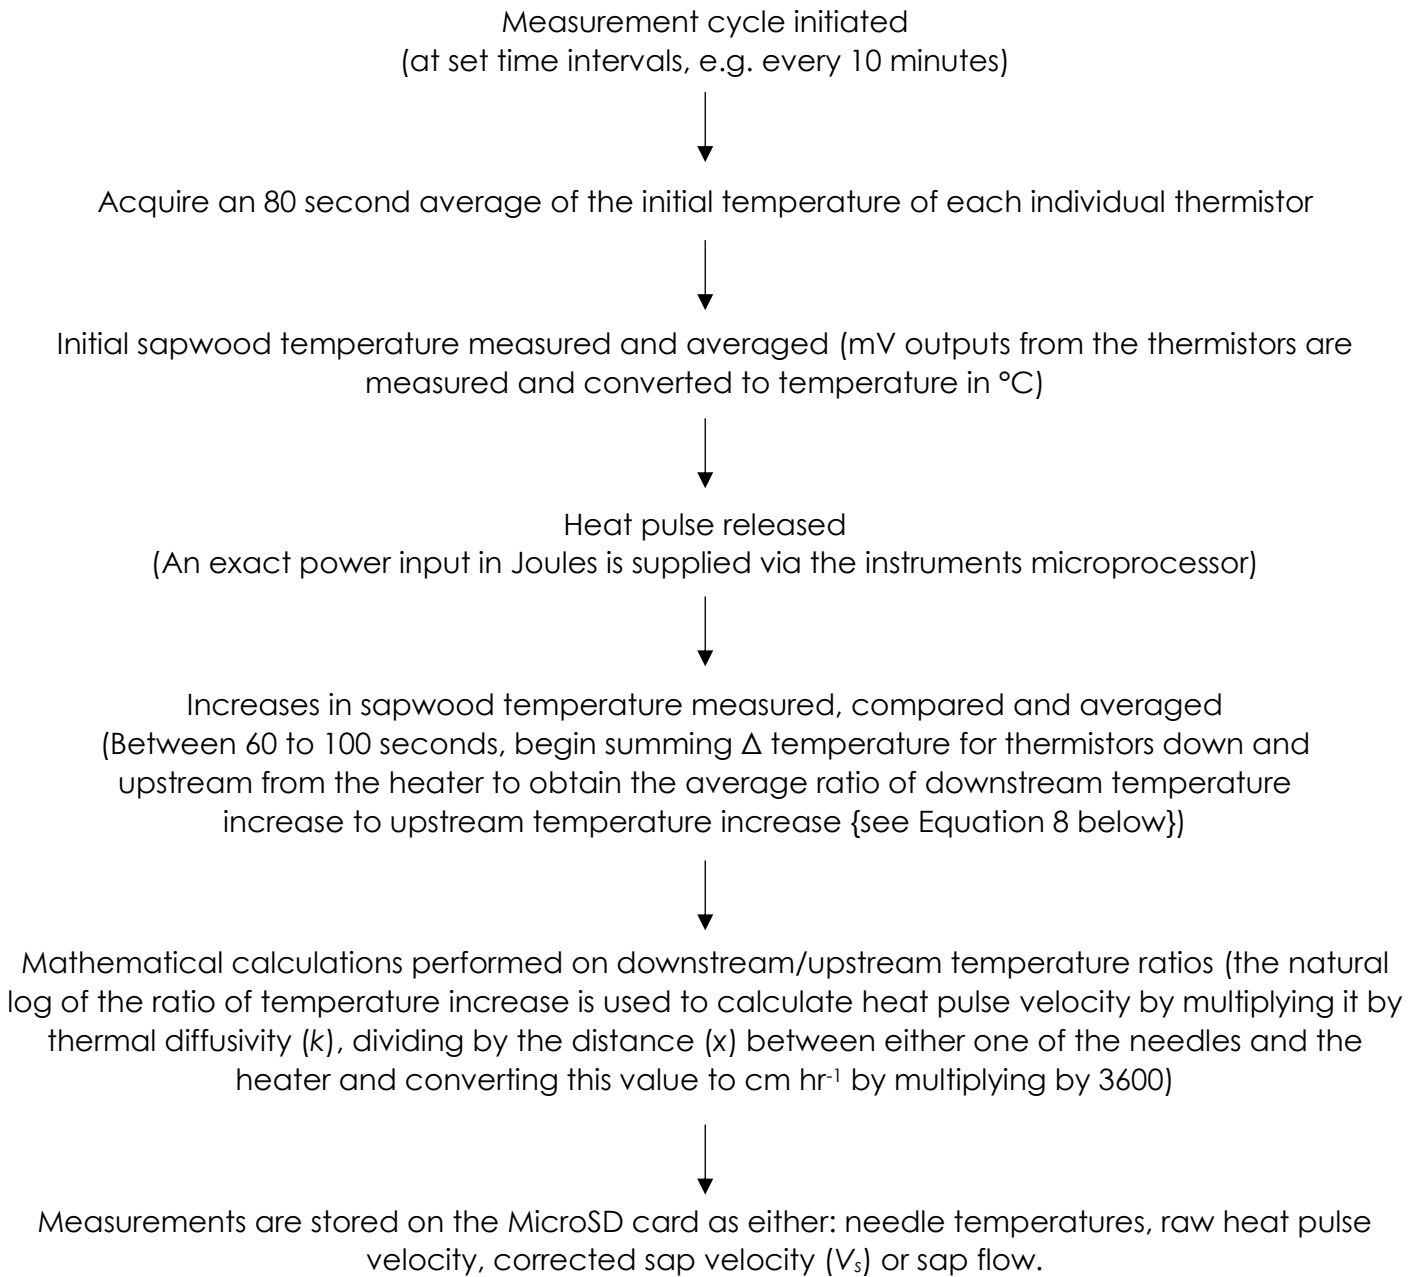 Measurement cycle initiated
(at set time intervals, e.g. every 10 minutes)
Acquire an 80 second average of the initial temperature of each individual thermistor
Initial sapwood temperature measured and averaged (mV outputs from the thermistors are
measured and converted to temperature in °C)
Heat pulse released
(An exact power input in Joules is supplied via the instruments microprocessor)
Increases in sapwood temperature measured, compared and averaged
(Between 60 to 100 seconds, begin summing Δ temperature for thermistors down and
upstream from the heater to obtain the average ratio of downstream temperature
increase to upstream temperature increase {see Equation 8 below})
Mathematical calculations performed on downstream/upstream temperature ratios (the natural
log of the ratio of temperature increase is used to calculate heat pulse velocity by multiplying it by
thermal diffusivity (k), dividing by the distance (x) between either one of the needles and the
heater and converting this value to cm hr⁻¹ by multiplying by 3600)
Measurements are stored on the MicroSD card as either: needle temperatures, raw heat pulse
velocity, corrected sap velocity (Vₛ) or sap flow.